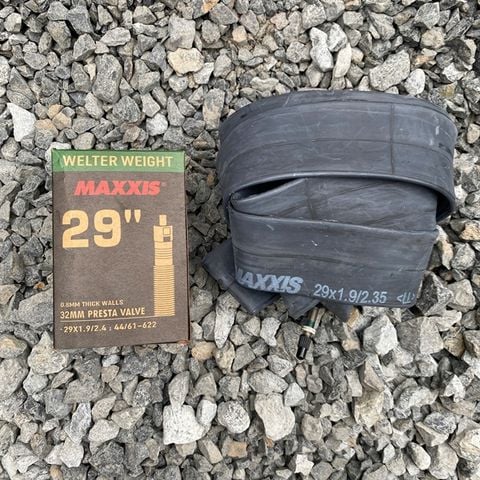 WELTER WEIGHT
MAXXIS
29"
0.8MM THICK WALLS
32MM PRESTA VALVE
-29X1.9/2.4 : 44/61-622
MAXXIS 29x1.9/2.35